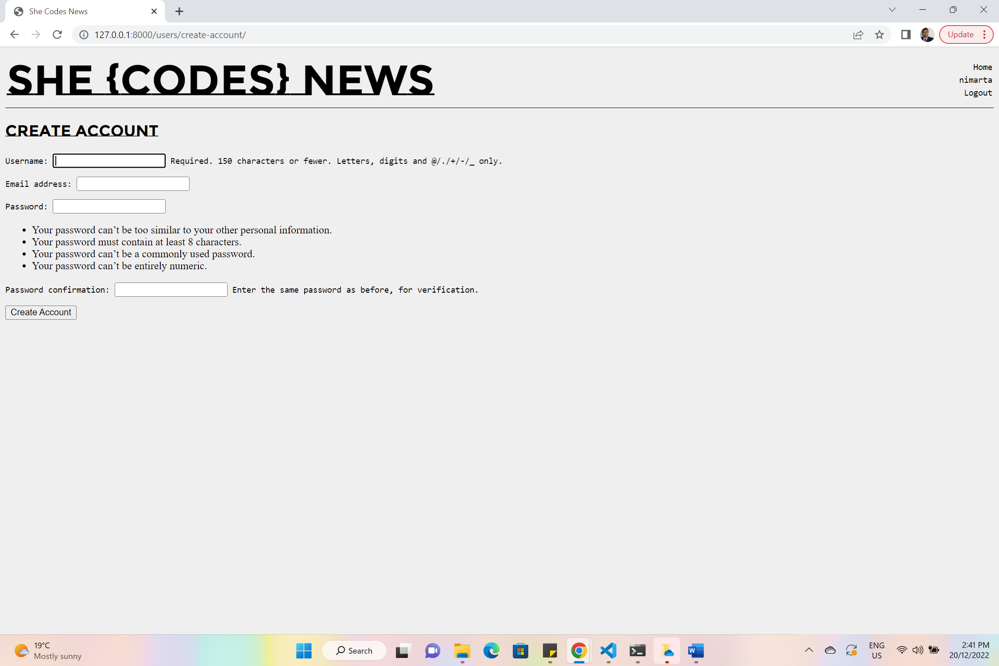 She Codes News
127.0.0.1:8000/users/create-account/
Update
SHE {CODES} NEWS
Home
nimarta
Logout
CREATE ACCOUNT
Username: Required. 150 characters or fewer. Letters, digits and @/./+/-/_ only.
Email address:
Password:
• Your password can’t be too similar to your other personal information.
• Your password must contain at least 8 characters.
• Your password can’t be a commonly used password.
• Your password can’t be entirely numeric.
Password confirmation: Enter the same password as before, for verification.
Create Account
19°C
Mostly sunny
Search
ENG
US
2:41 PM
20/12/2022